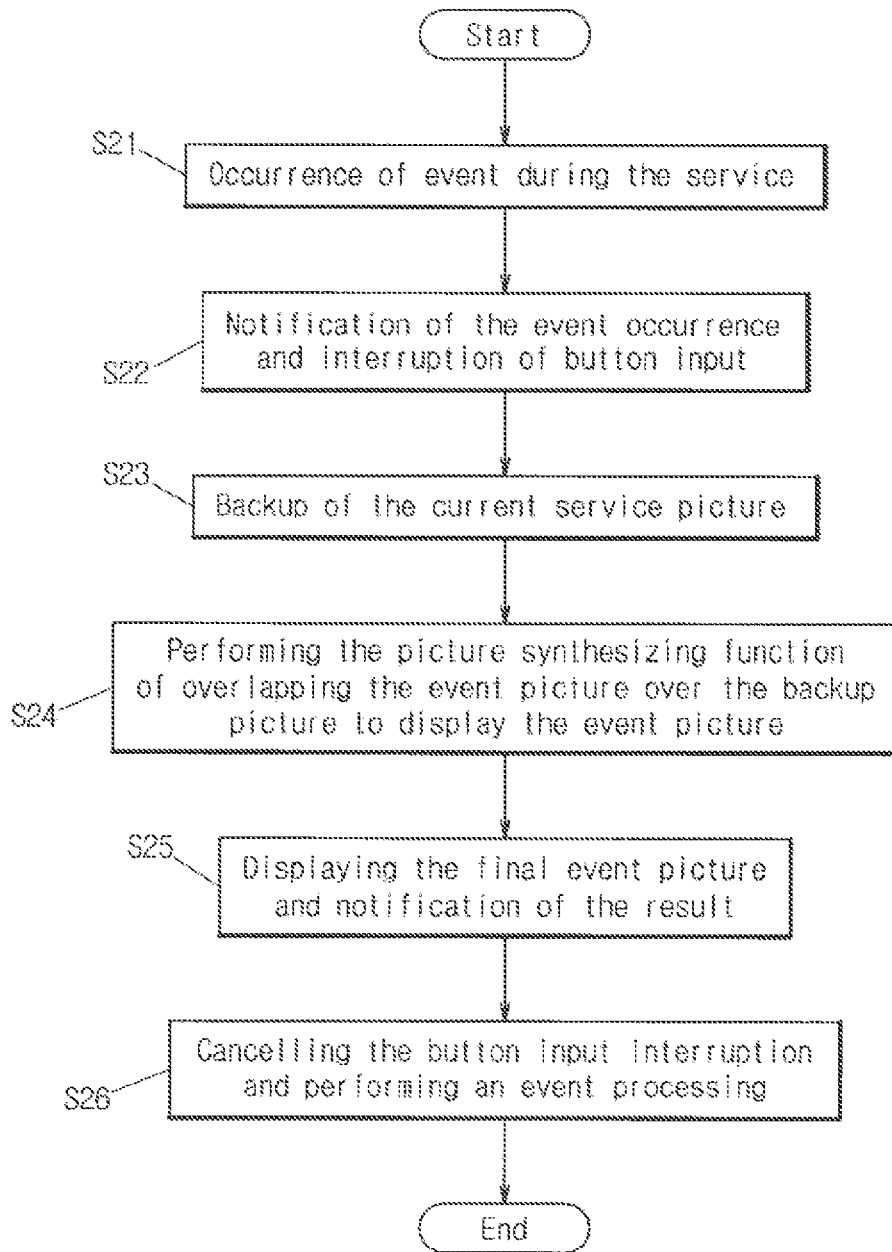 Start
S21
Occurrence of event during the service
Notification of the event occurrence
and interruption of button input
S22
S23
Backup of the current service picture
Performing the picture synthesizing function
of overlapping the event picture over the backup
picture to display the event picture
S24
S25
Displaying the final event picture
and notification of the result
Cancelling the button input interruption
and performing an event processing
S26
End